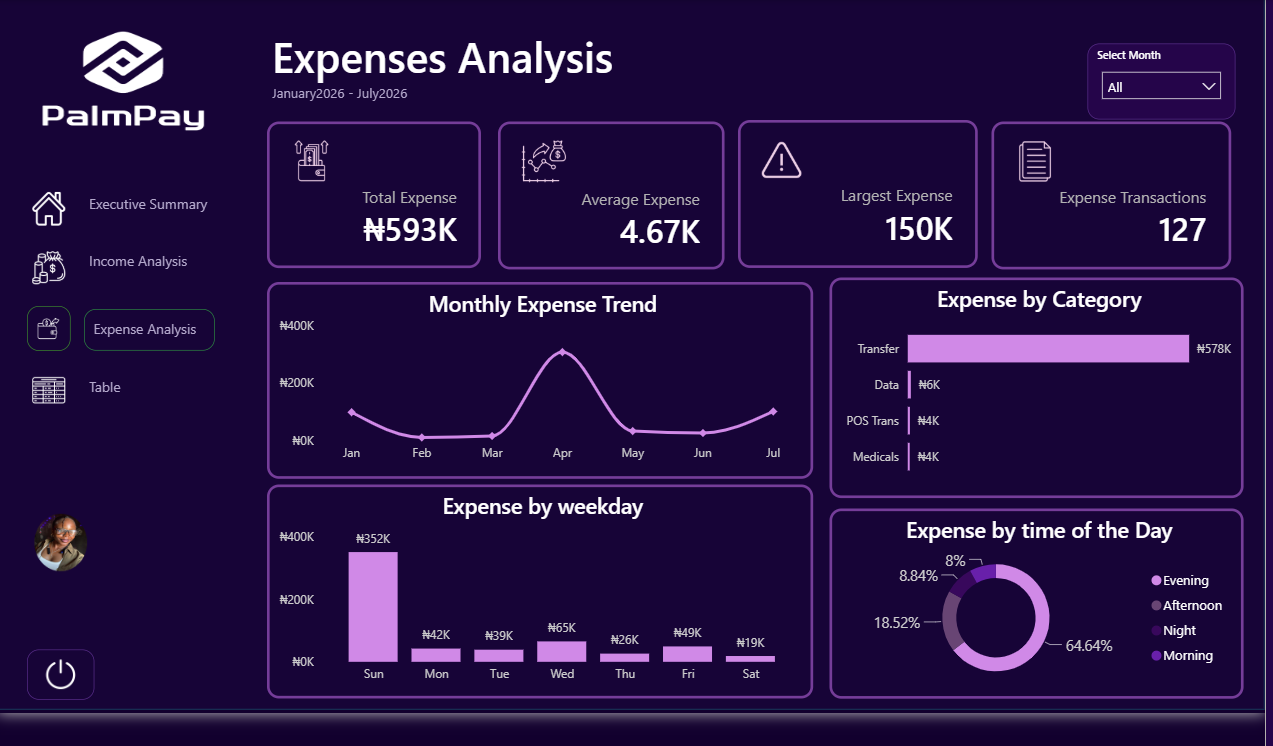 PalmPay
Executive Summary
Income Analysis
Expense Analysis
Table
Expenses Analysis
January2026 - July2026
Select Month
All
Total Expense
₦593K
Average Expense
4.67K
Largest Expense
150K
Expense Transactions
127
Monthly Expense Trend
₦400K
₦200K
₦0K
Jan Feb Mar Apr May Jun Jul
Expense by Category
Transfer ₦578K
Data ₦6K
POS Trans ₦4K
Medicals ₦4K
Expense by weekday
₦400K
₦200K
₦0K
₦352K ₦42K ₦39K ₦65K ₦26K ₦49K ₦19K
Sun Mon Tue Wed Thu Fri Sat
Expense by time of the Day
8%
8.84%
18.52%
64.64%
Evening
Afternoon
Night
Morning